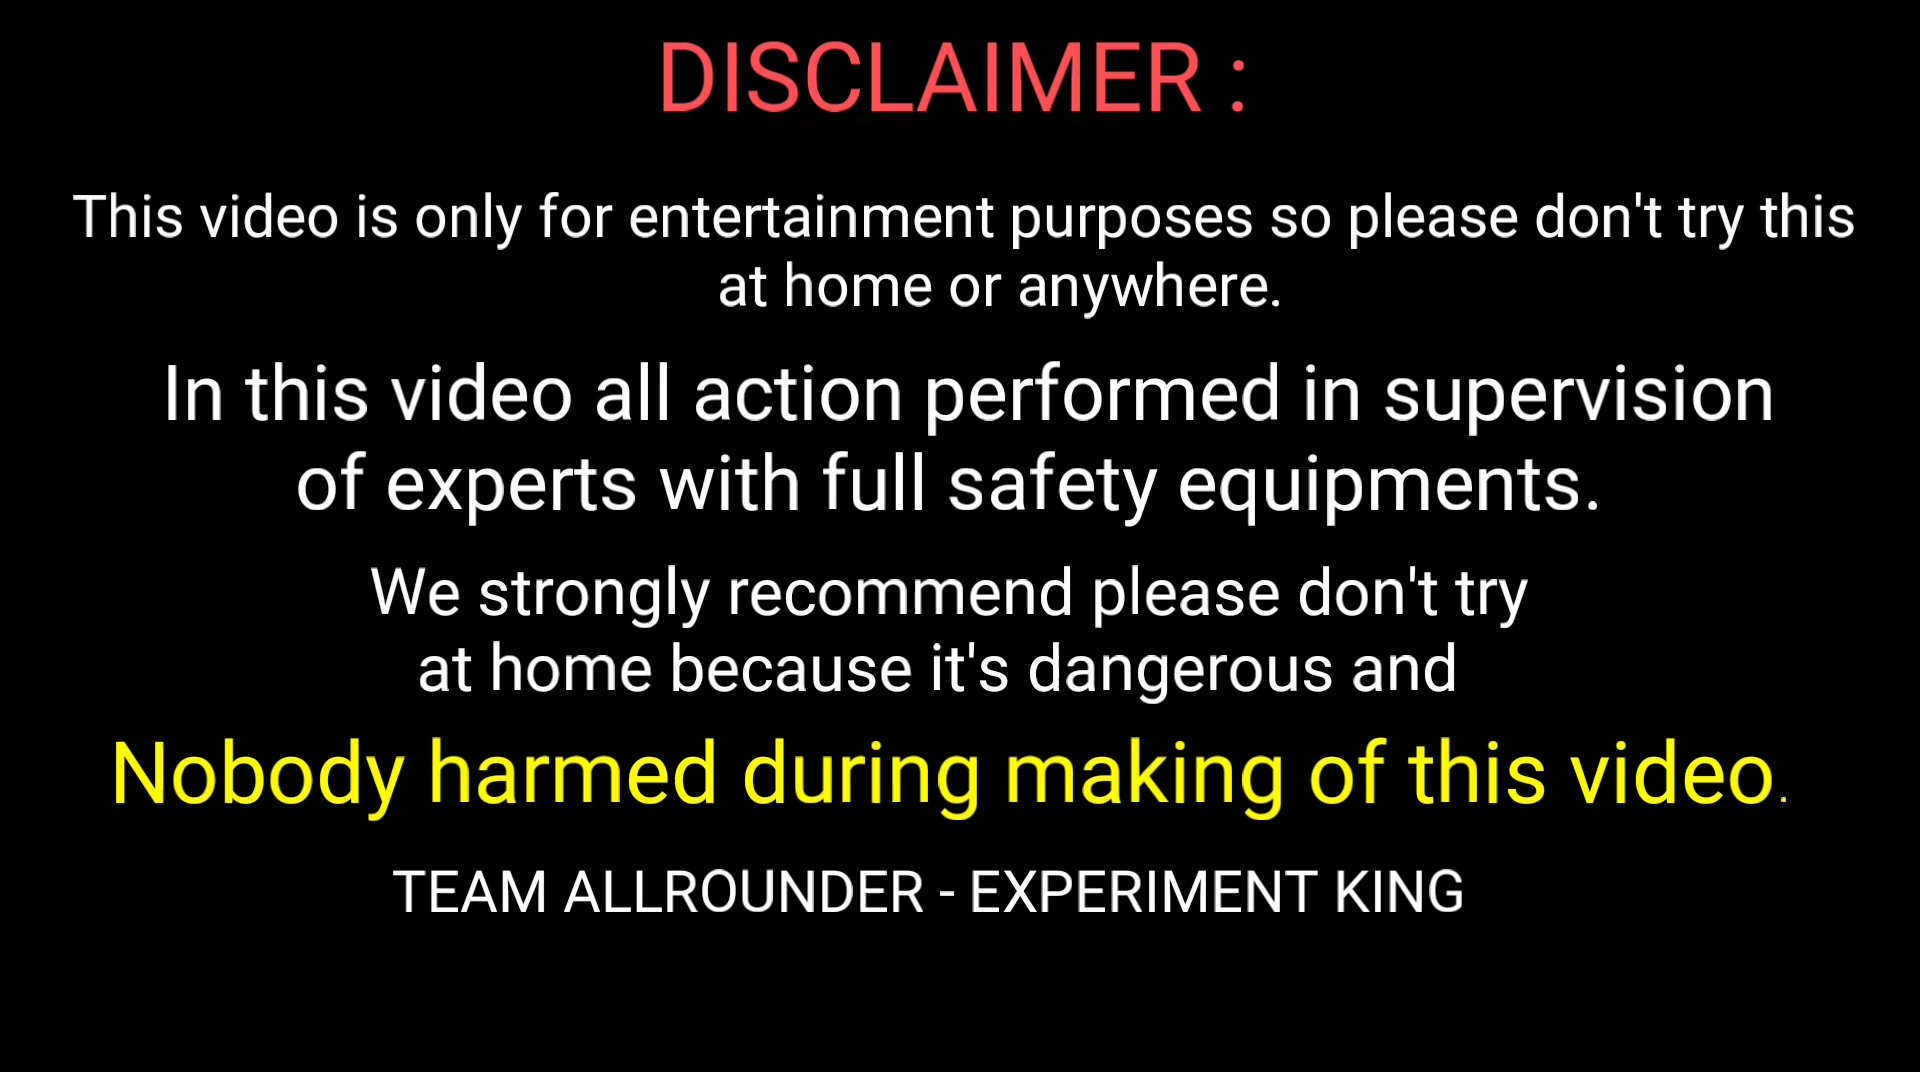 DISCLAIMER :
This video is only for entertainment purposes so please don't try this
at home or anywhere.
In this video all action performed in supervision
of experts with full safety equipments.
We strongly recommend please don't try
at home because it's dangerous and
Nobody harmed during making of this video.
TEAM ALLROUNDER - EXPERIMENT KING